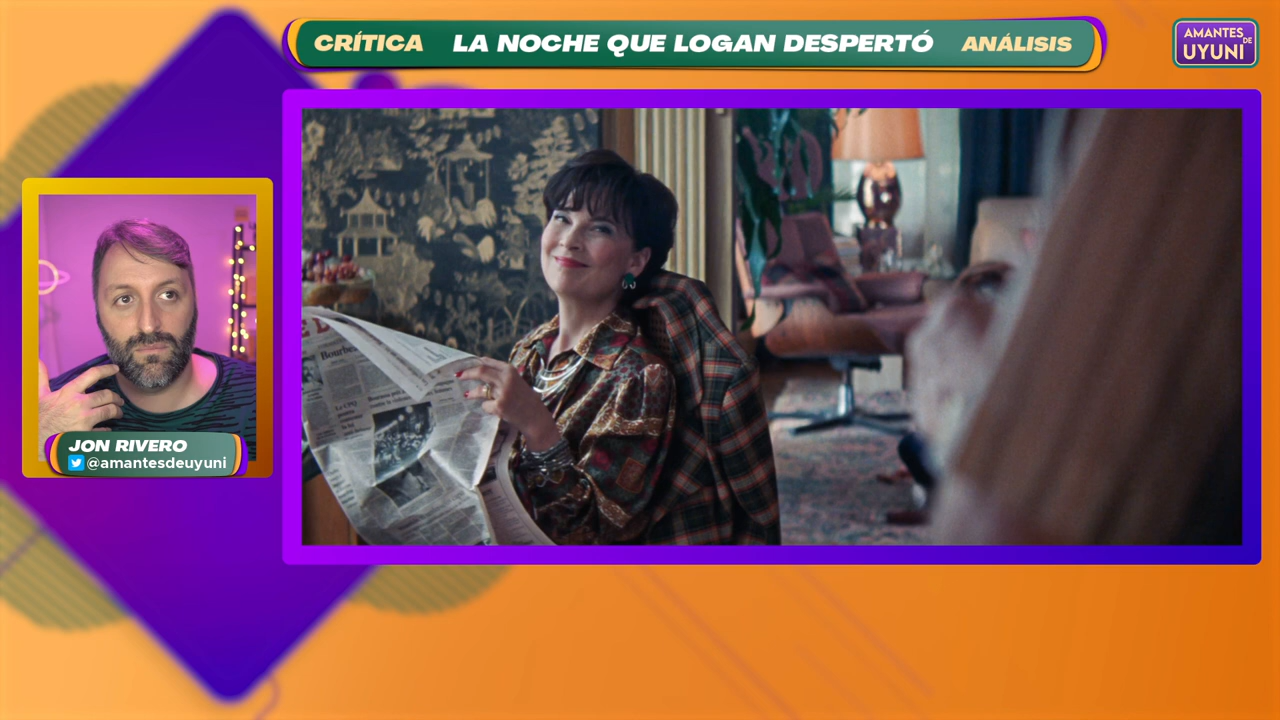 CRÍTICA LA NOCHE QUE LOGAN DESPERTÓ ANÁLISIS
AMANTES DE UYUNI
JON RIVERO
@amantesdeuyuni